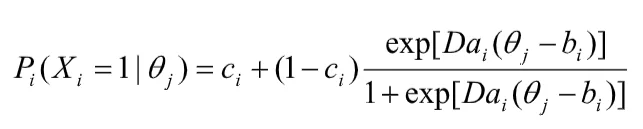 P_i(X_i = 1 | θ_j) = c_i + (1 − c_i) exp[Da_i(θ_j − b_i)] / 1 + exp[Da_i(θ_j − b_i)]